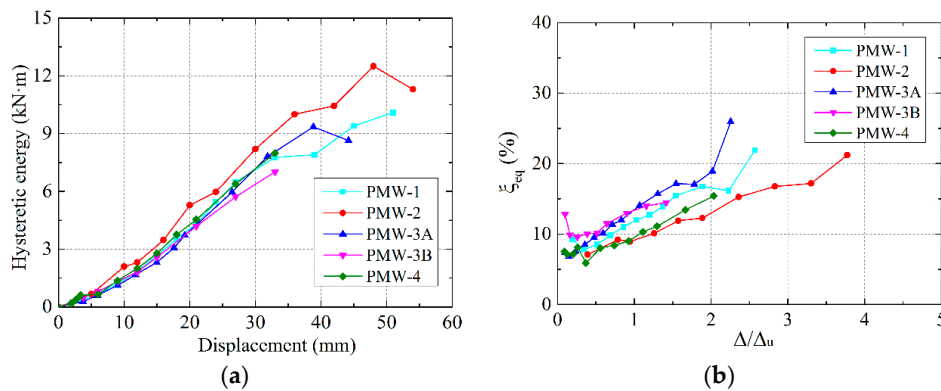 15
12
9
6
3
0
0 10 20 30 40 50 60
Hysteretic energy (kN·m)
Displacement (mm)
PMW-1
PMW-2
PMW-3A
PMW-3B
PMW-4
(a)
40
30
20
10
0
0 1 2 3 4 5
ξeq (%)
Δ/Δu
PMW-1
PMW-2
PMW-3A
PMW-3B
PMW-4
(b)